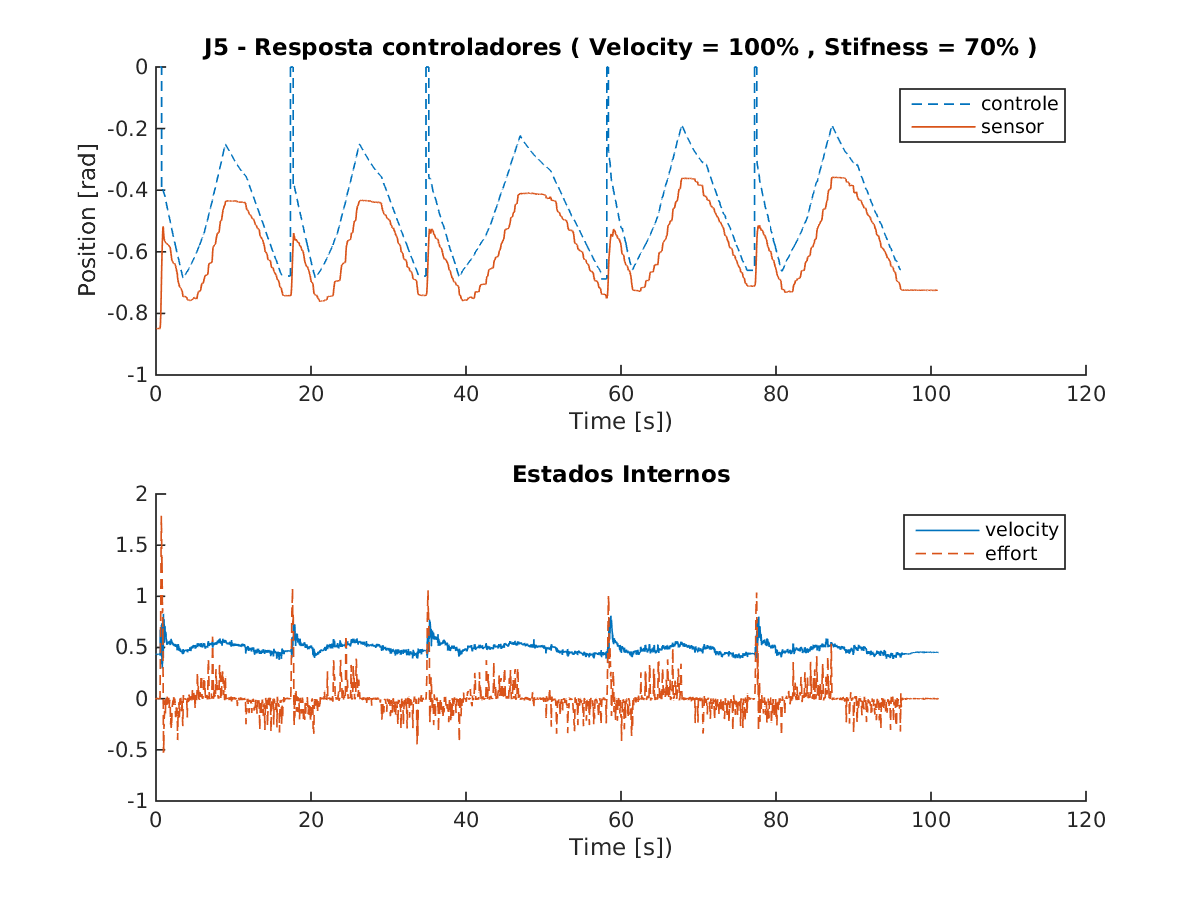 J5 - Resposta controladores ( Velocity = 100% , Stifness = 70% )
0
-0.2
-0.4
-0.6
-0.8
-1
Position [rad]
controle
sensor
0 20 40 60 80 100 120
Time [s])
Estados Internos
2
1.5
1
0.5
0
-0.5
-1
velocity
effort
0 20 40 60 80 100 120
Time [s])